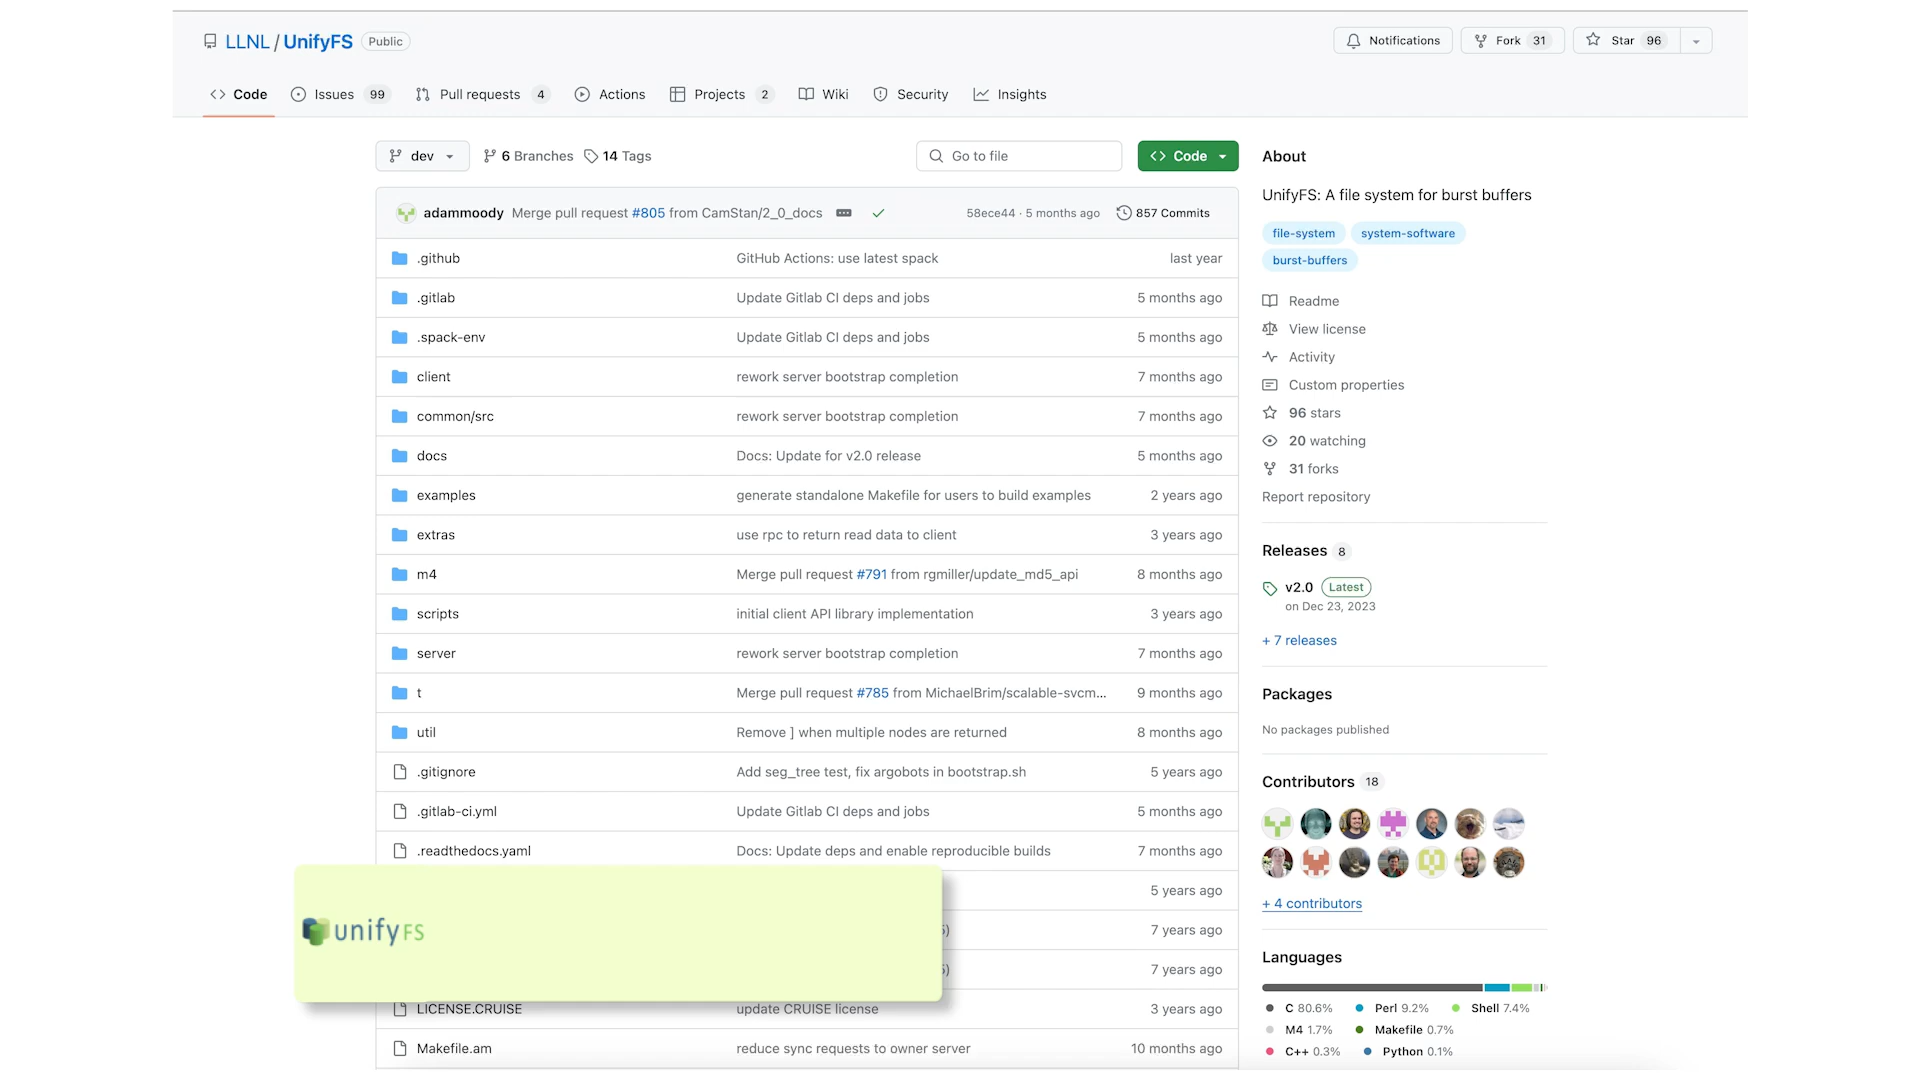 LLNL / UnifyFS Public
Notifications Fork 31 Star 96
Code Issues 99 Pull requests 4 Actions Projects 2 Wiki Security Insights
dev 6 Branches 14 Tags Go to file Code
adammoody Merge pull request #805 from CamStan/2_0_docs 58ece44 · 5 months ago 857 Commits
.github GitHub Actions: use latest spack last year
.gitlab Update Gitlab CI deps and jobs 5 months ago
.spack-env Update Gitlab CI deps and jobs 5 months ago
client rework server bootstrap completion 7 months ago
common/src rework server bootstrap completion 7 months ago
docs Docs: Update for v2.0 release 5 months ago
examples generate standalone Makefile for users to build examples 2 years ago
extras use rpc to return read data to client 3 years ago
m4 Merge pull request #791 from rgmiller/update_md5_api 8 months ago
scripts initial client API library implementation 3 years ago
server rework server bootstrap completion 7 months ago
t Merge pull request #785 from MichaelBrim/scalable-svcm... 9 months ago
util Remove ] when multiple nodes are returned 8 months ago
.gitignore Add seg_tree test, fix argobots in bootstrap.sh 5 years ago
.gitlab-ci.yml Update Gitlab CI deps and jobs 5 months ago
.readthedocs.yaml Docs: Update deps and enable reproducible builds 7 months ago
5 years ago
unify FS
7 years ago
7 years ago
LICENSE.CRUISE update CRUISE license 3 years ago
Makefile.am reduce sync requests to owner server 10 months ago
About
UnifyFS: A file system for burst buffers
file-system system-software
burst-buffers
Readme
View license
Activity
Custom properties
96 stars
20 watching
31 forks
Report repository
Releases 8
v2.0 Latest
on Dec 23, 2023
+ 7 releases
Packages
No packages published
Contributors 18
+ 4 contributors
Languages
C 80.6% Perl 9.2% Shell 7.4%
M4 1.7% Makefile 0.7%
C++ 0.3% Python 0.1%